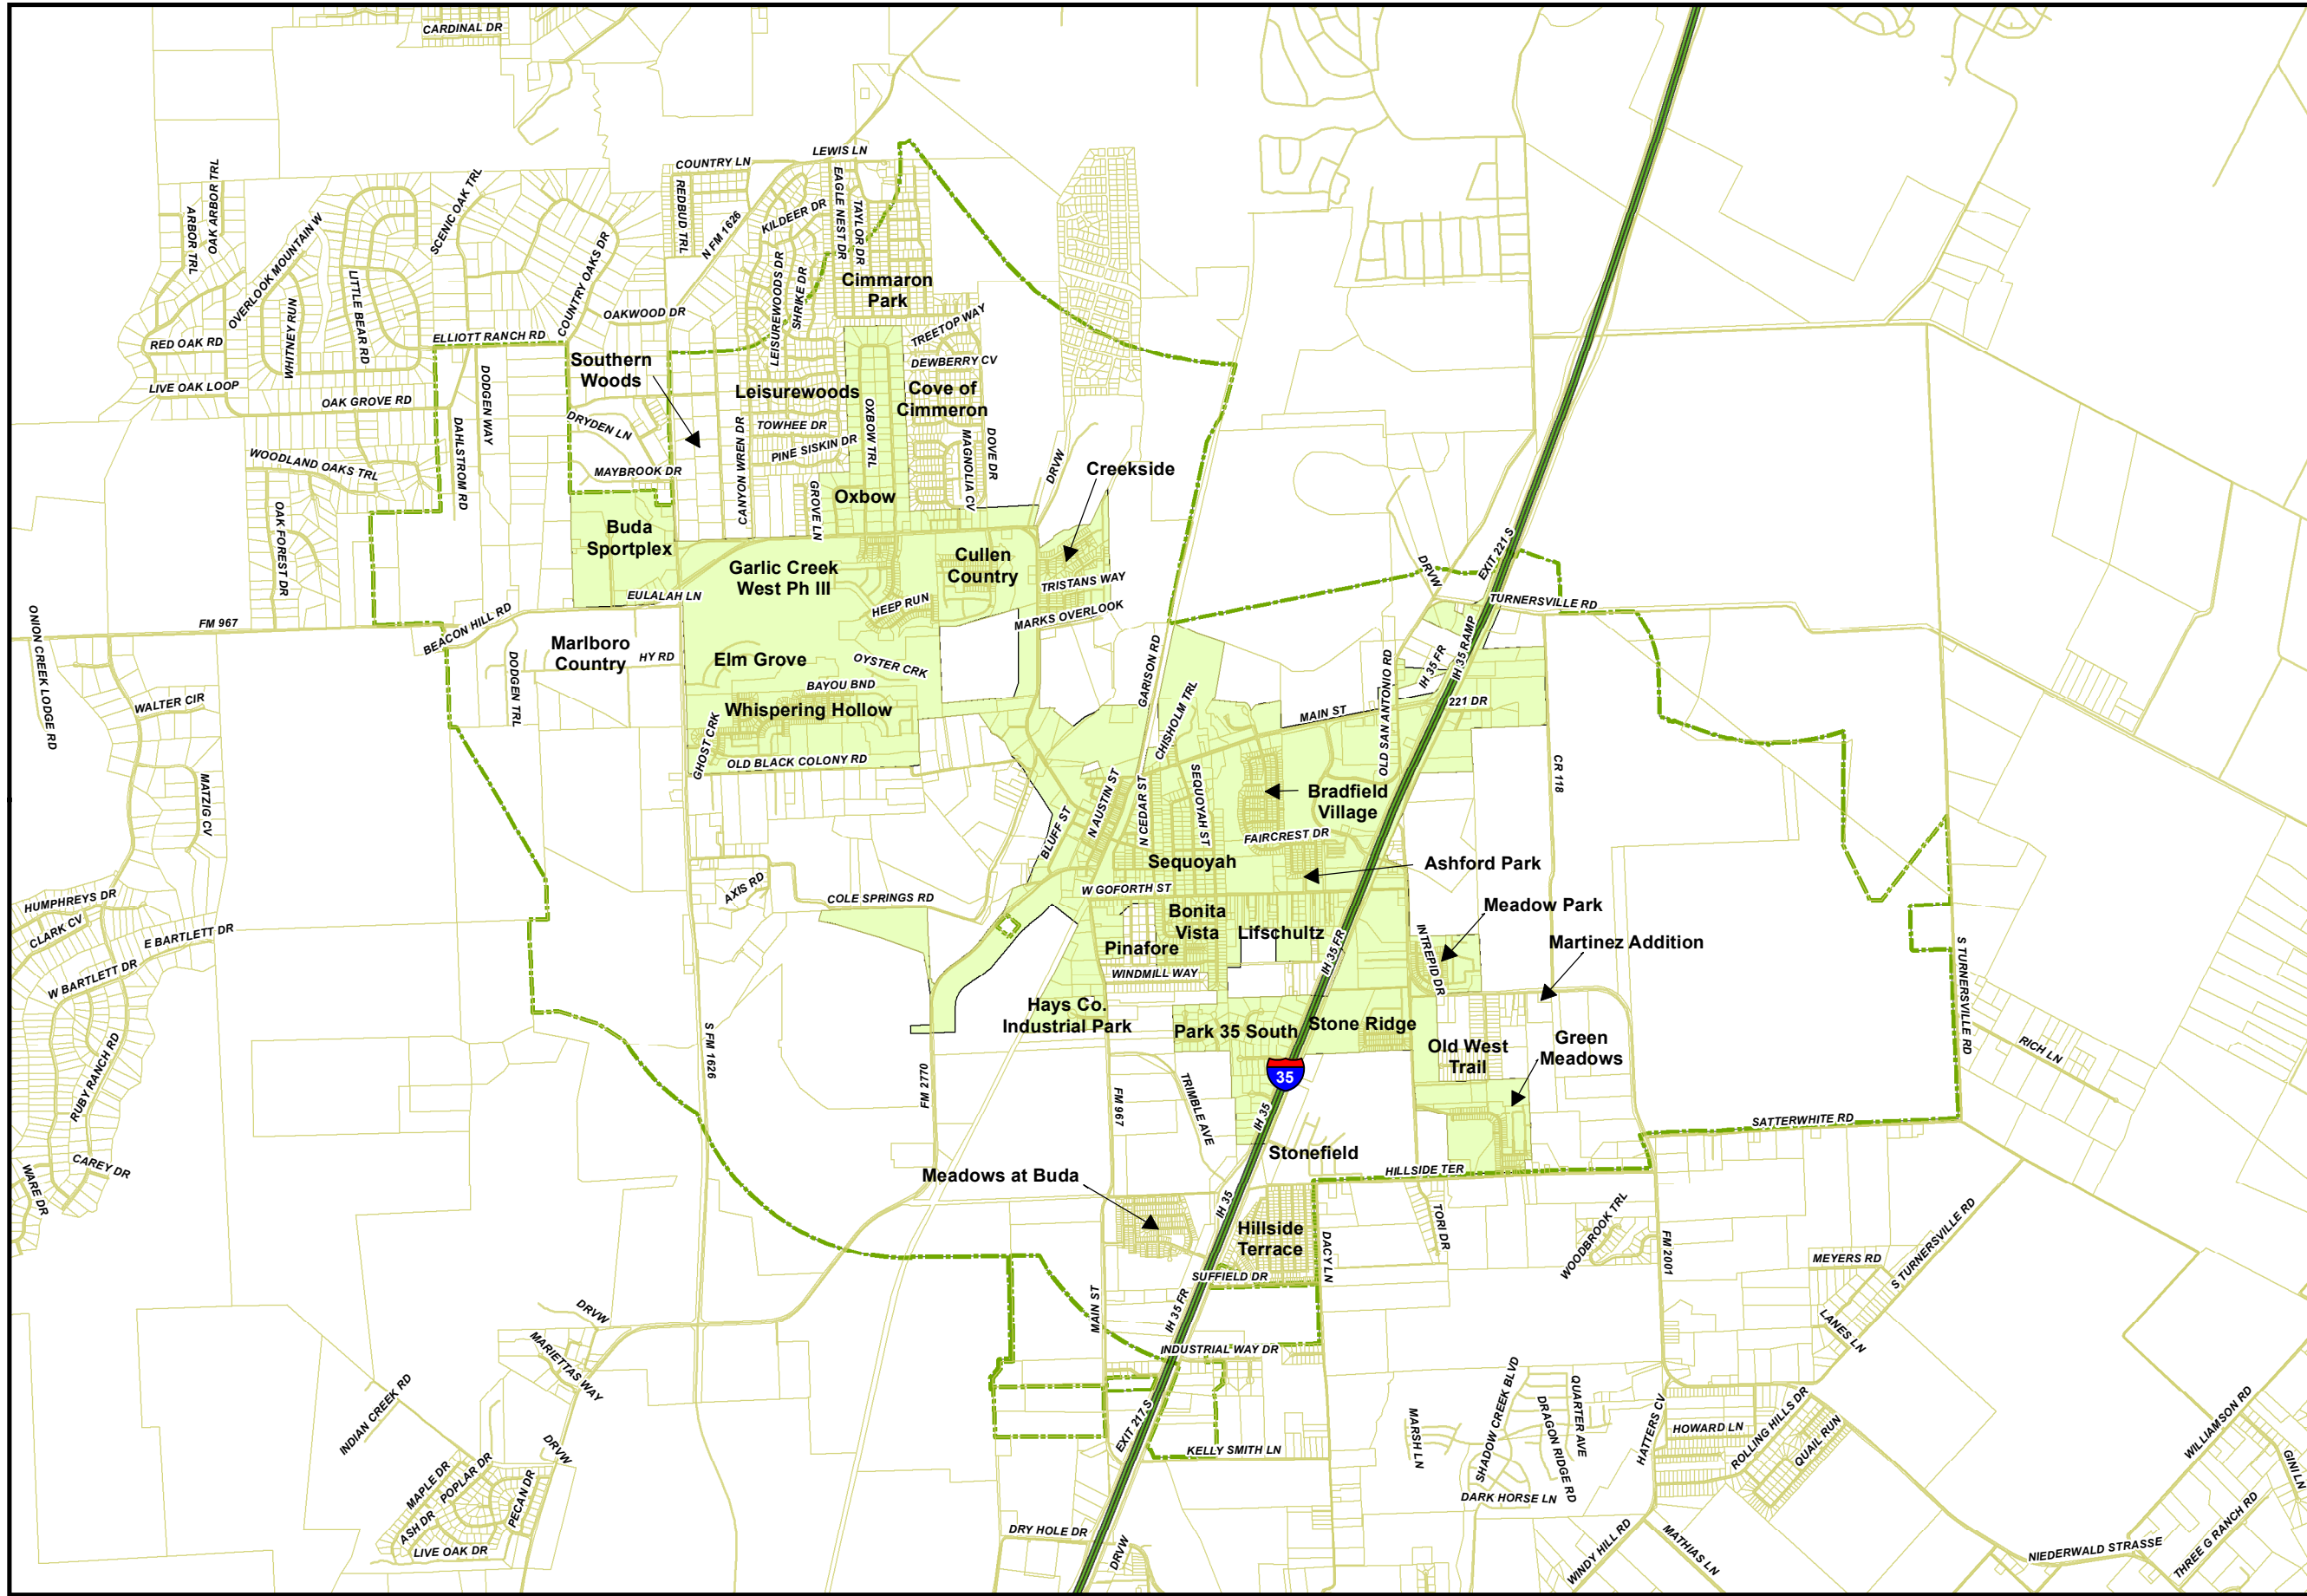 CARDINAL DR
LEWIS LN
COUNTRY LN
OAK ARBOR TRL
ARBOR TRL
OVERLOOK MOUNTAIN W
SCENIC OAK TRL
REDBUD TRL
N FM 1626
KILDEER DR
EAGLE NEST DR
TAYLOR DR
LITTLE BEAR RD
WHITNEY RUN
COUNTRY OAKS DR
LEISUREWOODS DR
SHRIKE DR
Cimmaron
Park
OAKWOOD DR
RED OAK RD
ELLIOTT RANCH RD
TREETOP WAY
DEWBERRY CV
Southern
Woods
LIVE OAK LOOP
OAK GROVE RD
DODGEN WAY
Leisurewoods
Cove of
Cimmeron
OXBOW TRL
DRYDEN LN
TOWHEE DR
PINE SISKIN DR
DAHLSTROM RD
CANYON WREN DR
MAGNOLIA CV
DOVE DR
WOODLAND OAKS TRL
MAYBROOK DR
DRVW
Creekside
GROVE LN
Oxbow
OAK FOREST DR
Buda
Sportplex
Garlic Creek
West Ph III
Cullen
Country
DRVW
EXIT 221 S
TRISTANS WAY
EULALAH LN
HEEP RUN
MARKS OVERLOOK
TURNERSVILLE RD
ONION CREEK LODGE RD
FM 967
BEACON HILL RD
Marlboro
Country
HY RD
DODGEN TRL
Elm Grove
OYSTER CRK
BAYOU BND
GARISON RD
OLD SAN ANTONIO RD
IH 35 FR
IH 35 RAMP
WALTER CIR
Whispering Hollow
CHISHOLM TRL
MAIN ST
221 DR
GHOST CRK
OLD BLACK COLONY RD
MATZIG CV
N AUSTIN ST
N CEDAR ST
SEQUOYAH ST
Bradfield
Village
CR 118
BLUFF ST
FAIRCREST DR
Sequoyah
Ashford Park
AXIS RD
COLE SPRINGS RD
W GOFORTH ST
HUMPHREYS DR
CLARK CV
E BARTLETT DR
W BARTLETT DR
Bonita
Vista
Lifschultz
Pinafore
Meadow Park
Martinez Addition
INTREPID DR
IH 35 FR
WINDMILL WAY
S TURNERSVILLE RD
Hays Co.
Industrial Park
Park 35 South
Stone Ridge
Old West
Trail
Green
Meadows
RICH LN
S FM 1626
RUBY RANCH RD
FM 2770
FM 967
TRIMBLE AVE
35
IH 35
SATTERWHITE RD
Stonefield
CAREY DR
WARE DR
Meadows at Buda
HILLSIDE TER
IH 35
Hillside
Terrace
DACY LN
TORI DR
WOODBROOK TRL
FM 2001
MEYERS RD
S TURNERSVILLE RD
SUFFIELD DR
MAIN ST
IH 35 FR
DRVW
MARIETTAS WAY
INDUSTRIAL WAY DR
LANES LN
INDIAN CREEK RD
DRVW
EXIT 217 S
KELLY SMITH LN
MARSH LN
SHADOW CREEK BLVD
DRAGON RIDGE RD
QUARTER AVE
HATTERS CV
HOWARD LN
ROLLING HILLS DR
QUAIL RUN
WILLIAMSON RD
GINI LN
MAPLE DR
POPLAR DR
PECAN DR
ASH DR
LIVE OAK DR
DARK HORSE LN
DRY HOLE DR
DRVW
WINDY HILL RD
MATHIAS LN
NIEDERWALD STRASSE
THREE G RANCH RD